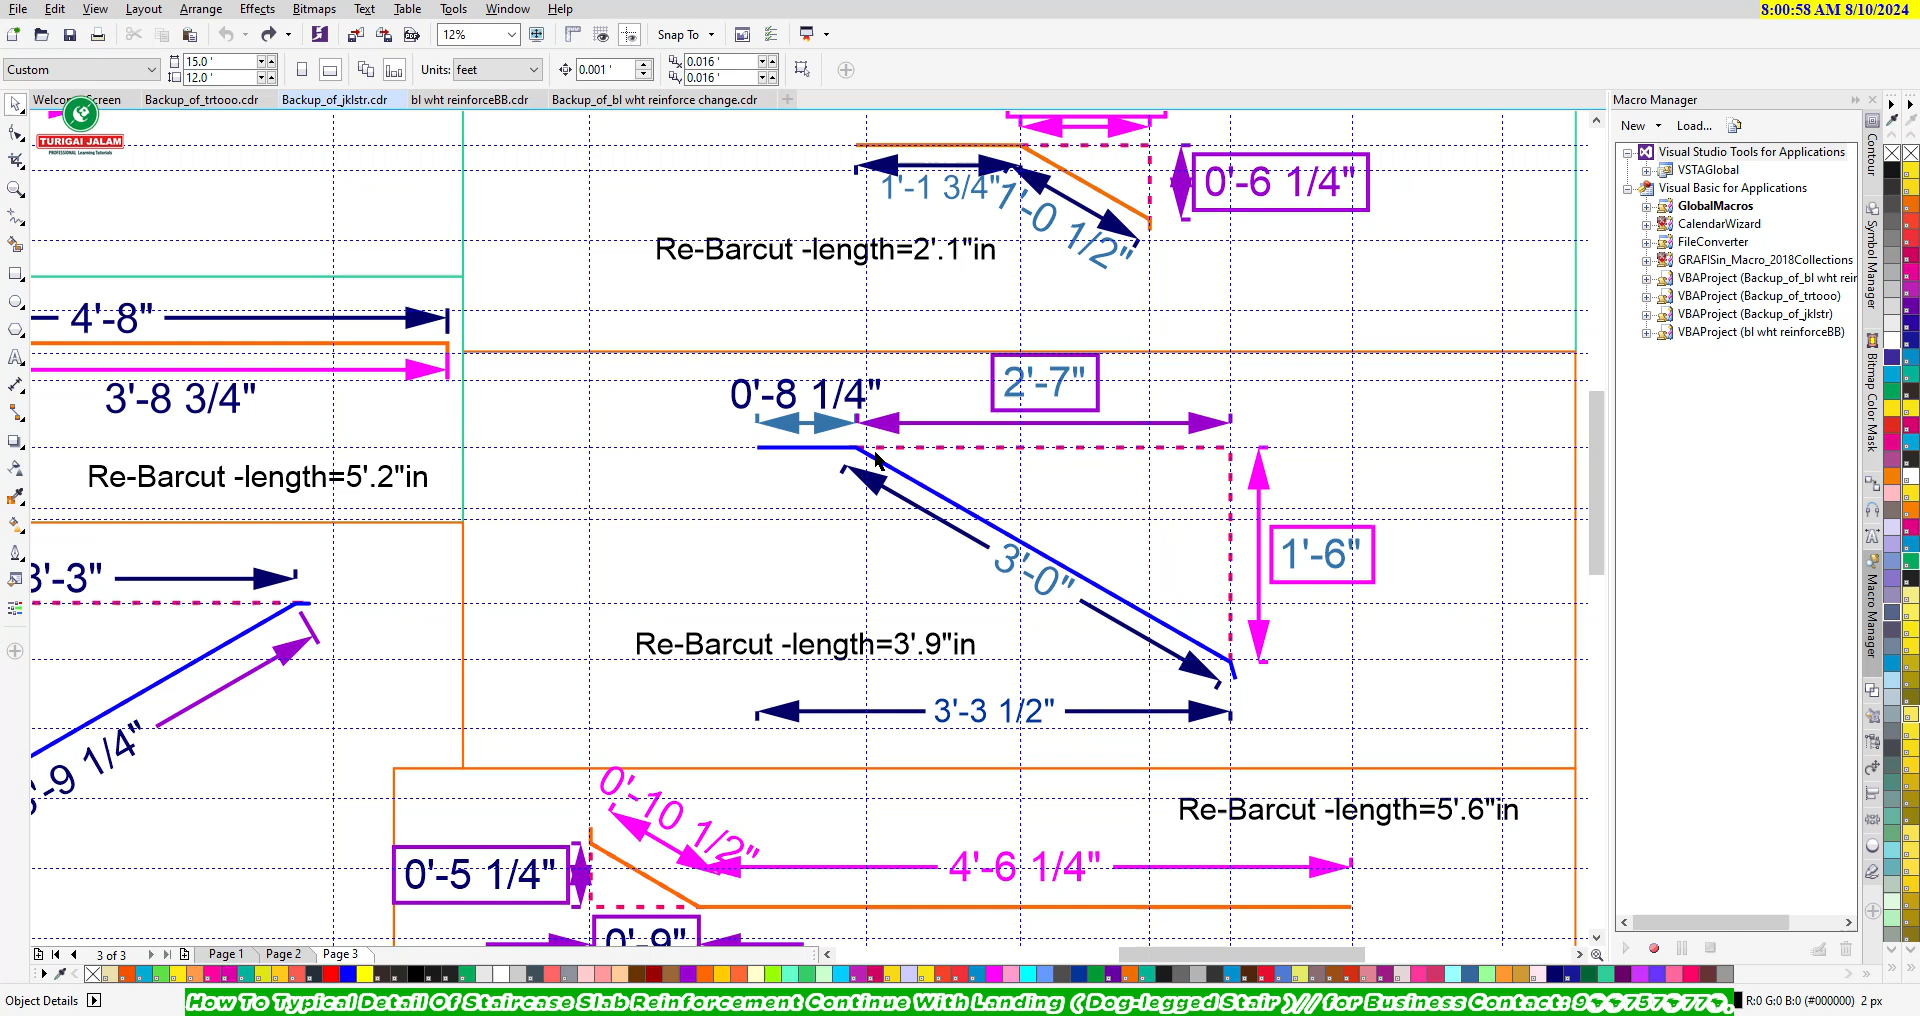 File Edit View Layout Arrange Effects Bitmaps Text Table Tools Window Help
8:00:58 AM 8/10/2024
12% Snap To
Custom 15.0 ' 12.0 ' Units: feet 0.001 ' 0.016 ' 0.016 '
Backup_of_trtooo.cdr Backup_of_jklstr.cdr bl wht reinforceBB.cdr Backup_of_bl wht reinforce change.cdr
TURIGAI JALAM
PROFESSIONAL Learning Tutorials
Macro Manager
New Load...
Visual Studio Tools for Applications
VSTAGlobal
Visual Basic for Applications
GlobalMacros
CalendarWizard
FileConverter
GRAFISin_Macro_2018Collections
VBAProject (Backup_of_bl wht rei
VBAProject (Backup_of_trtooo)
VBAProject (Backup_of_jklstr)
VBAProject (bl wht reinforceBB)
Contour
Symbol Manager
Bitmap Color Mask
Macro Manager
1'-1 3/4"
1'-0 1/2"
0'-6 1/4"
Re-Barcut -length=2'.1"in
4'-8"
3'-8 3/4"
0'-8 1/4"
2'-7"
Re-Barcut -length=5'.2"in
3'-0"
1'-6"
3'-3"
Re-Barcut -length=3'.9"in
3'-3 1/2"
'-9 1/4"
0'-10 1/2"
Re-Barcut -length=5'.6"in
0'-5 1/4"
4'-6 1/4"
0'-9"
3 of 3 Page 1 Page 2 Page 3
Object Details
How To Typical Detail Of Staircase Slab Reinforcement Continue With Landing ( Dog-legged Stair )// for Business Contact:
R:0 G:0 B:0 (#000000) 2 px